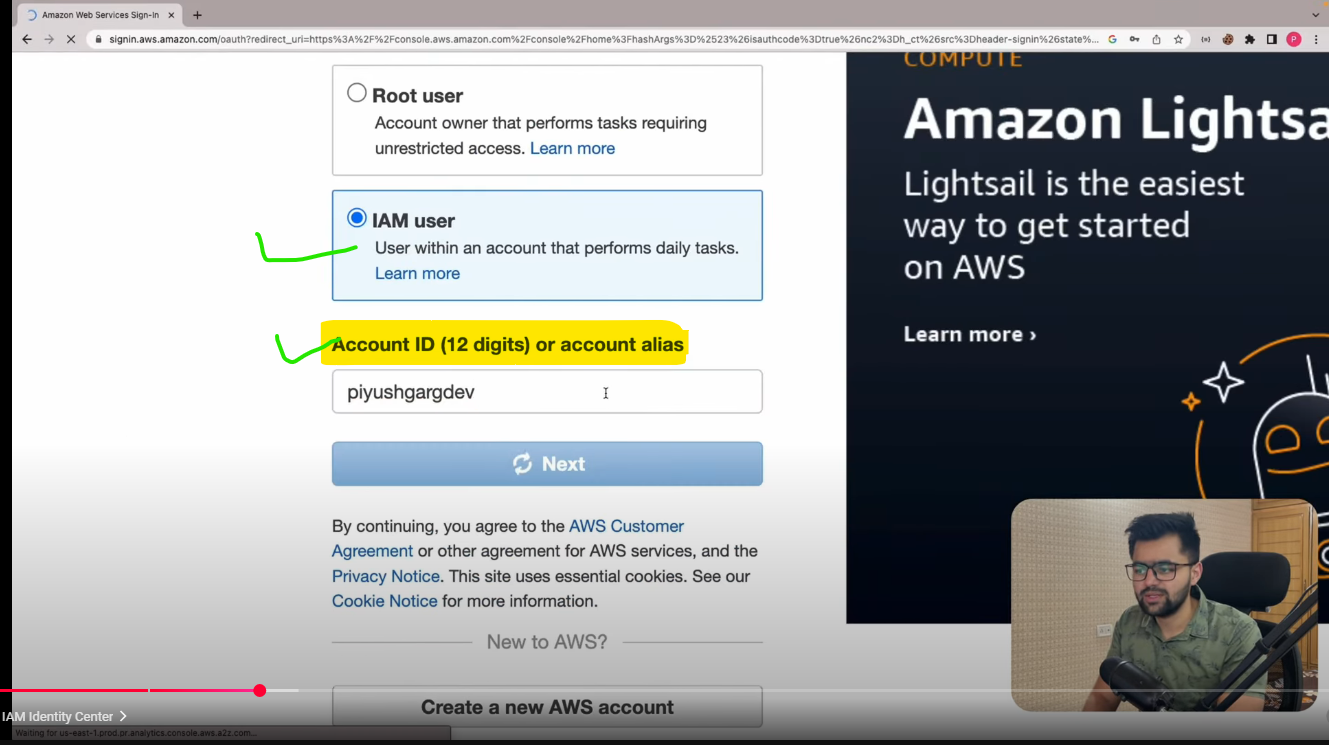 Amazon Web Services Sign-In
signin.aws.amazon.com/oauth?redirect_uri=https%3A%2F%2Fconsole.aws.amazon.com%2Fconsole%2Fhome%3FhashArgs%3D%2523%26isauthcode%3Dtrue%26nc2%3Dh_ct%26src%3Dheader-signin%26state%...
P
Root user
Account owner that performs tasks requiring
unrestricted access. Learn more
IAM user
User within an account that performs daily tasks.
Learn more
Account ID (12 digits) or account alias
piyushgargdev
Next
By continuing, you agree to the AWS Customer
Agreement or other agreement for AWS services, and the
Privacy Notice. This site uses essential cookies. See our
Cookie Notice for more information.
New to AWS?
Create a new AWS account
COMPUTE
Amazon Lightsa
Lightsail is the easiest
way to get started
on AWS
Learn more ›
IAM Identity Center
Waiting for us-east-1.prod.pr.analytics.console.aws.a2z.com...